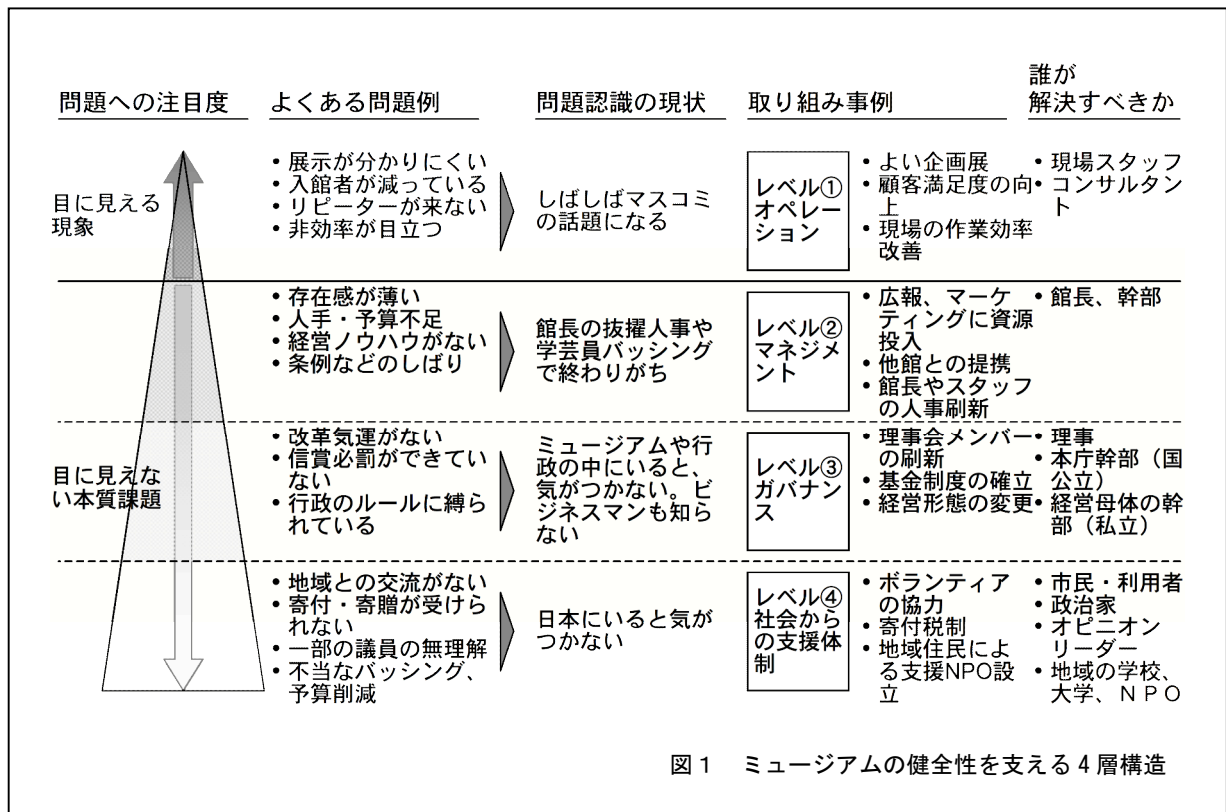 問題への注目度
よくある問題例
問題認識の現状
取り組み事例
誰が
解決すべきか
目に見える
現象
• 展示が分かりにくい
• 入館者が減っている
• リピーターが来ない
• 非効率が目立つ
しばしばマスコミ
の話題になる
レベル①
オペレー
ション
• よい企画展
• 顧客満足度の向
上
• 現場の作業効率
改善
• 現場スタッフ
• コンサルタン
ト
• 存在感が薄い
• 人手・予算不足
• 経営ノウハウがない
• 条例などのしばり
館長の抜擢人事や
学芸員バッシング
で終わりがち
レベル②
マネジメ
ント
• 広報、マーケ
ティングに資源
投入
• 他館との提携
• 館長やスタッフ
の人事刷新
• 館長、幹部
目に見えな
い本質課題
• 改革気運がない
• 信賞必罰ができてい
ない
• 行政のルールに縛
られている
ミュージアムや行
政の中にいると、
気がつかない。ビ
ジネスマンも知ら
ない
レベル③
ガバナン
ス
• 理事会メンバー
の刷新
• 基金制度の確立
• 経営形態の変更
• 理事
• 本庁幹部（国
公立）
• 経営母体の幹
部（私立）
• 地域との交流がない
• 寄付・寄贈が受けら
れない
• 一部の議員の無理解
• 不当なバッシング、
予算削減
日本にいると気が
つかない
レベル④
社会から
の支援体
制
• ボランティア
の協力
• 寄付税制
• 地域住民によ
る支援NPO設
立
• 市民・利用者
• 政治家
• オピニオン
リーダー
• 地域の学校、
大学、ＮＰＯ
図１　ミュージアムの健全性を支える４層構造